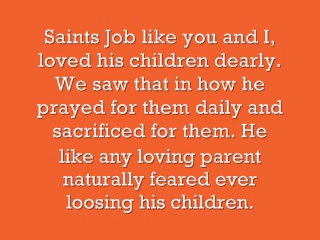 Saints Job like you and I,
loved his children dearly.
We saw that in how he
prayed for them daily and
sacrificed for them. He
like any loving parent
naturally feared ever
loosing his children.